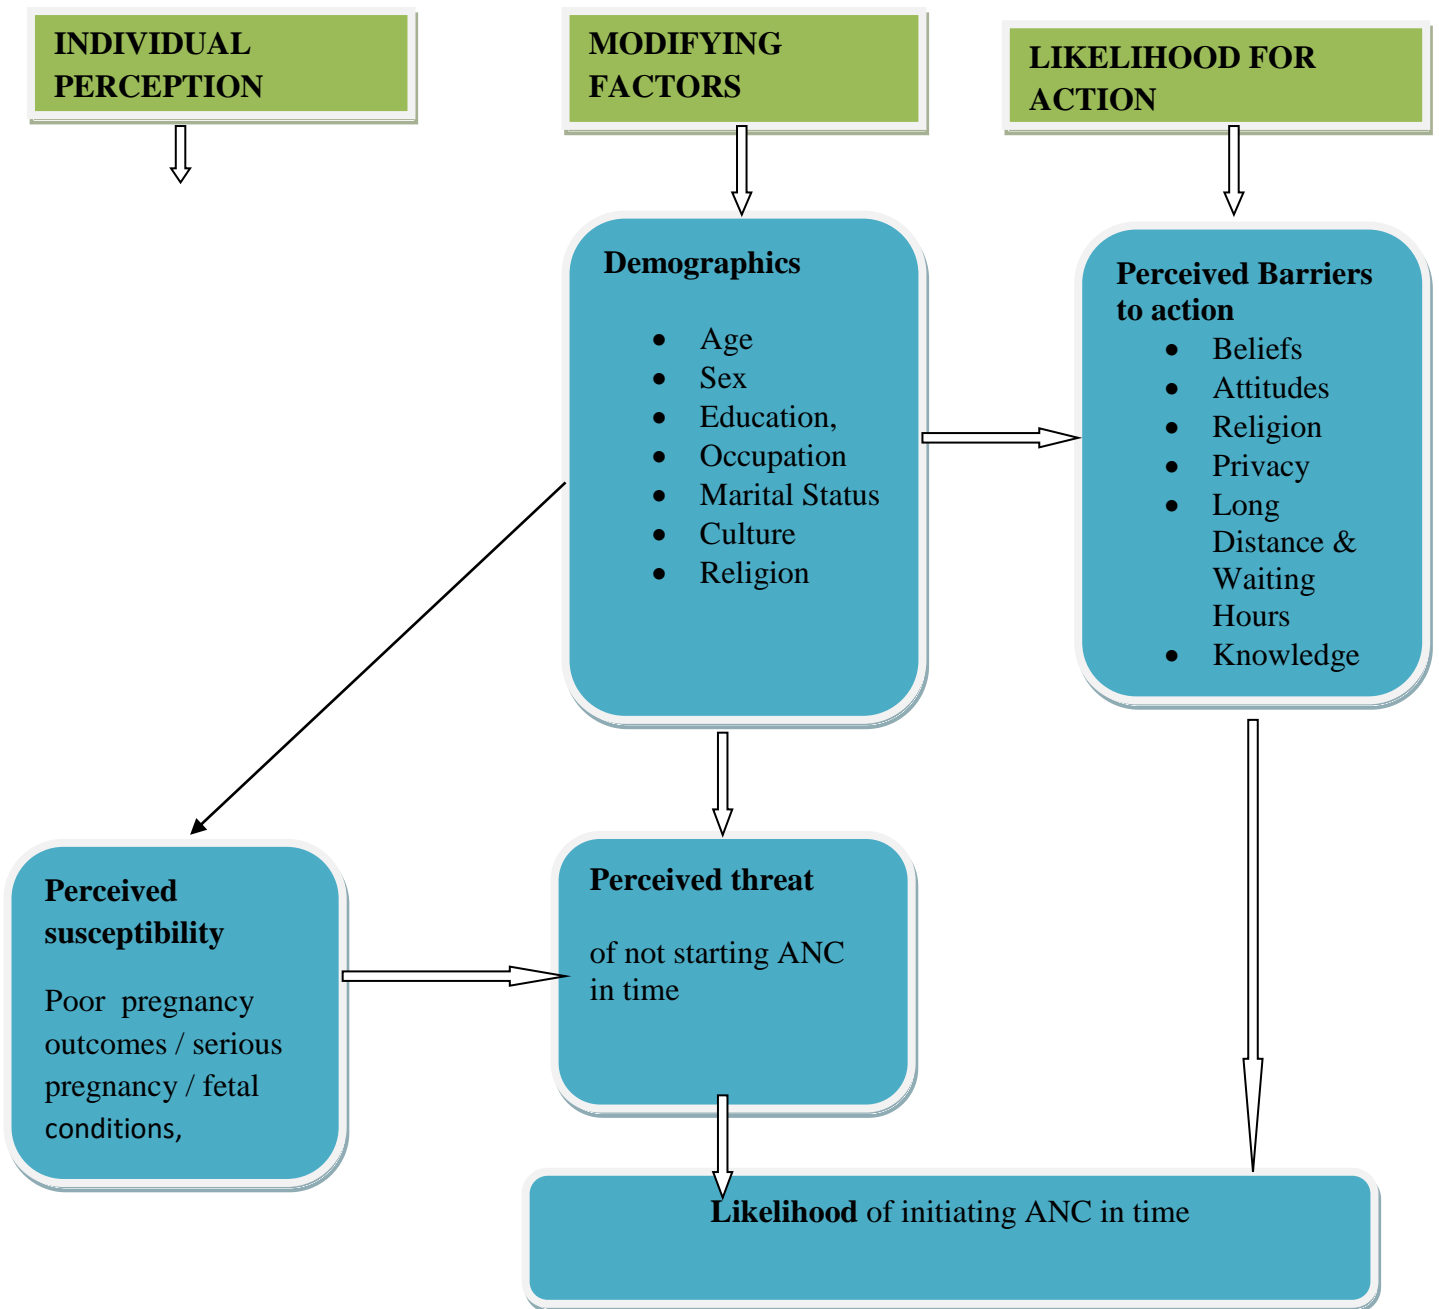 INDIVIDUAL
PERCEPTION
MODIFYING
FACTORS
LIKELIHOOD FOR
ACTION
Demographics
• Age
• Sex
• Education,
• Occupation
• Marital Status
• Culture
• Religion
Perceived Barriers
to action
• Beliefs
• Attitudes
• Religion
• Privacy
• Long
Distance &
Waiting
Hours
• Knowledge
Perceived
susceptibility
Poor pregnancy
outcomes / serious
pregnancy / fetal
conditions,
Perceived threat
of not starting ANC
in time
Likelihood of initiating ANC in time